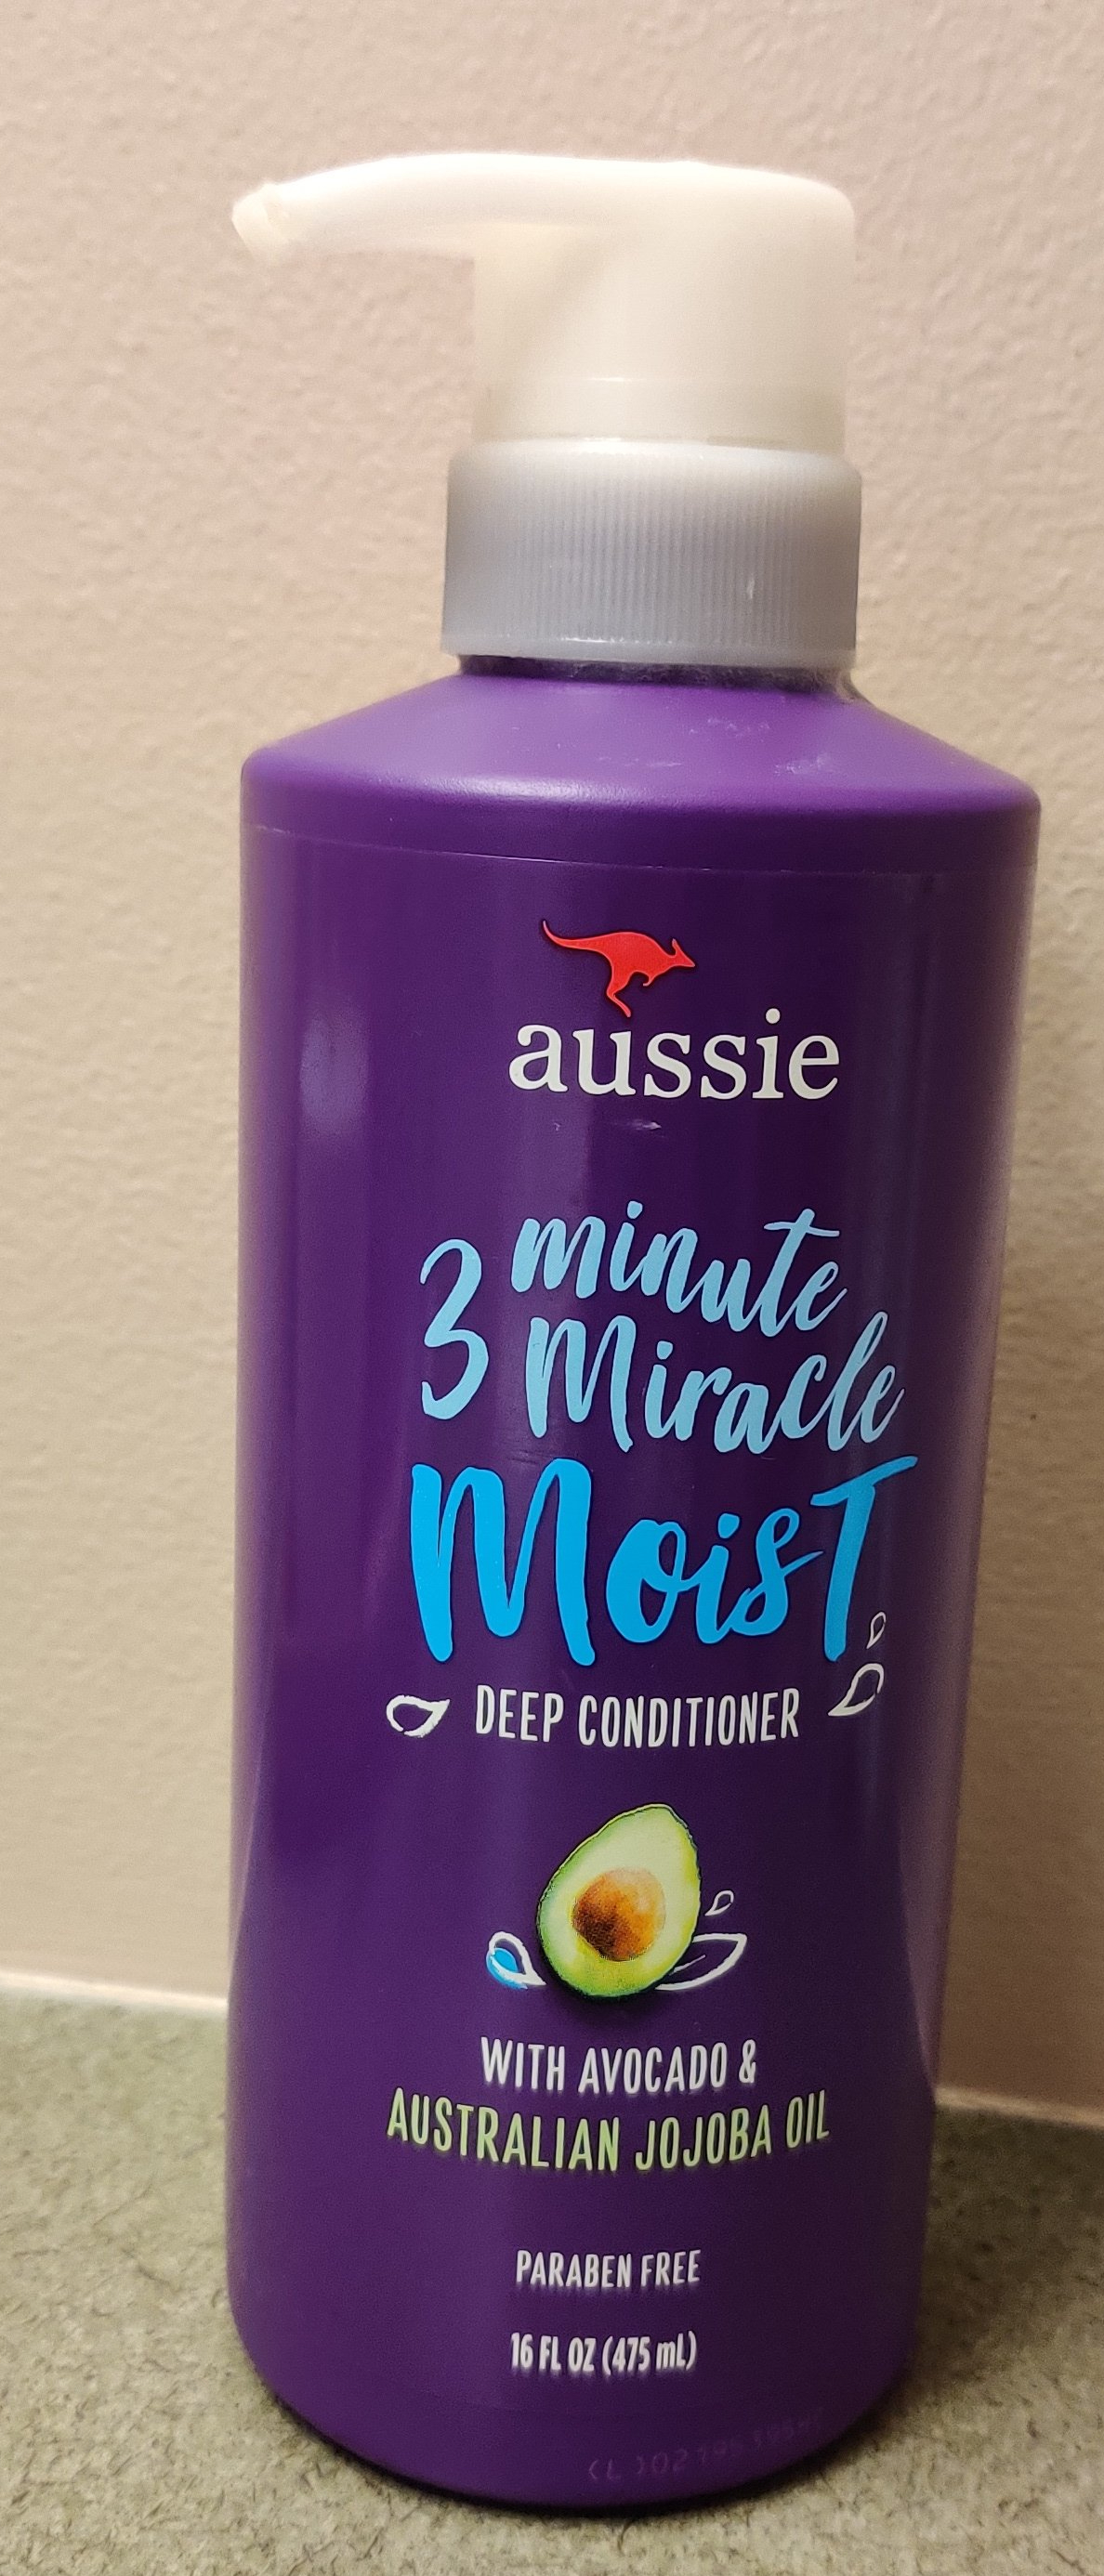 aussie
3 minute
Miracle
Moist
DEEP CONDITIONER
WITH AVOCADO &
AUSTRALIAN JOJOBA OIL
PARABEN FREE
16 FL OZ (475 mL)